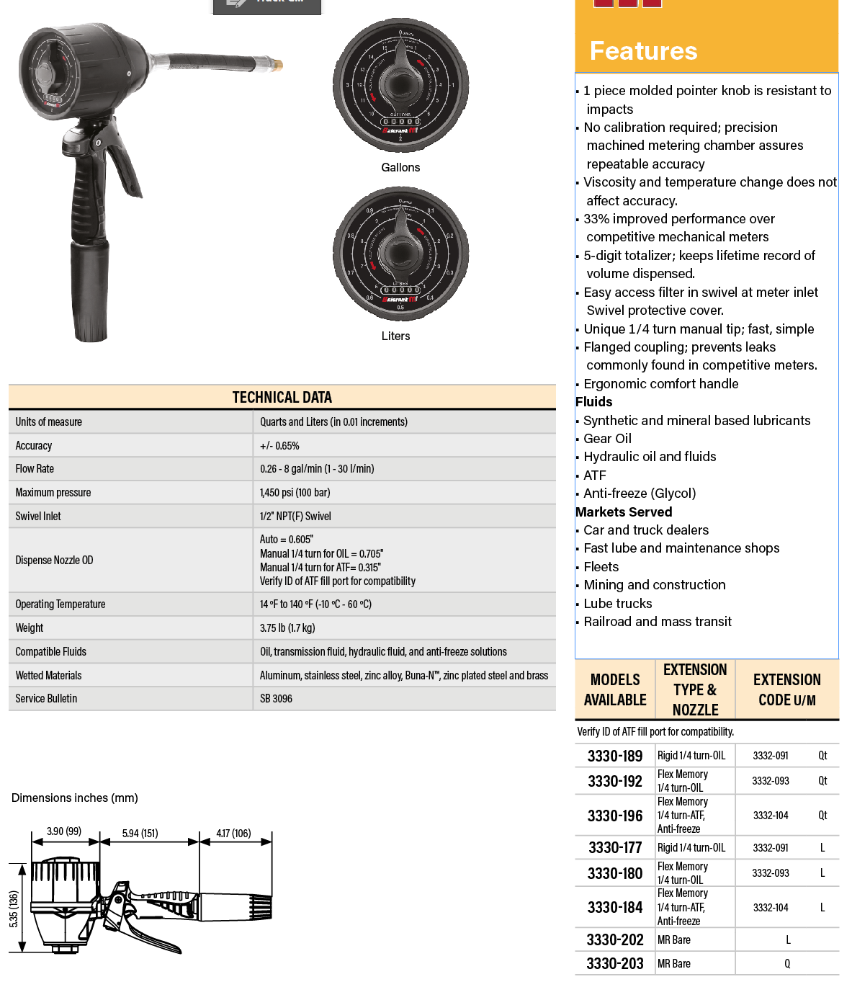 Gallons
Liters
TECHNICAL DATA
Units of measure Quarts and Liters (in 0.01 increments)
Accuracy +/- 0.65%
Flow Rate 0.26 - 8 gal/min (1 - 30 l/min)
Maximum pressure 1,450 psi (100 bar)
Swivel Inlet 1/2" NPT(F) Swivel
Dispense Nozzle OD
Auto = 0.605"
Manual 1/4 turn for OIL = 0.705"
Manual 1/4 turn for ATF= 0.315"
Verify ID of ATF fill port for compatibility
Operating Temperature 14 ºF to 140 ºF (-10 ºC - 60 ºC)
Weight 3.75 lb (1.7 kg)
Compatible Fluids Oil, transmission fluid, hydraulic fluid, and anti-freeze solutions
Wetted Materials Aluminum, stainless steel, zinc alloy, Buna-N™, zinc plated steel and brass
Service Bulletin SB 3096
Dimensions inches (mm)
3.90 (99) 5.94 (151) 4.17 (106)
5.35 (136)
Features
▪ 1 piece molded pointer knob is resistant to
impacts
▪ No calibration required; precision
machined metering chamber assures
repeatable accuracy
▪ Viscosity and temperature change does not
affect accuracy.
▪ 33% improved performance over
competitive mechanical meters
▪ 5-digit totalizer; keeps lifetime record of
volume dispensed.
▪ Easy access filter in swivel at meter inlet
Swivel protective cover.
▪ Unique 1/4 turn manual tip; fast, simple
▪ Flanged coupling; prevents leaks
commonly found in competitive meters.
▪ Ergonomic comfort handle
Fluids
▪ Synthetic and mineral based lubricants
▪ Gear Oil
▪ Hydraulic oil and fluids
▪ ATF
▪ Anti-freeze (Glycol)
Markets Served
▪ Car and truck dealers
▪ Fast lube and maintenance shops
▪ Fleets
▪ Mining and construction
▪ Lube trucks
▪ Railroad and mass transit
MODELS
AVAILABLE
EXTENSION
TYPE &
NOZZLE
EXTENSION
CODE U/M
Verify ID of ATF fill port for compatibility.
3330-189 Rigid 1/4 turn-OIL 3332-091 Qt
3330-192 Flex Memory
1/4 turn-OIL 3332-093 Qt
3330-196 Flex Memory
1/4 turn-ATF,
Anti-freeze 3332-104 Qt
3330-177 Rigid 1/4 turn-OIL 3332-091 L
3330-180 Flex Memory
1/4 turn-OIL 3332-093 L
3330-184 Flex Memory
1/4 turn-ATF,
Anti-freeze 3332-104 L
3330-202 MR Bare L
3330-203 MR Bare Q